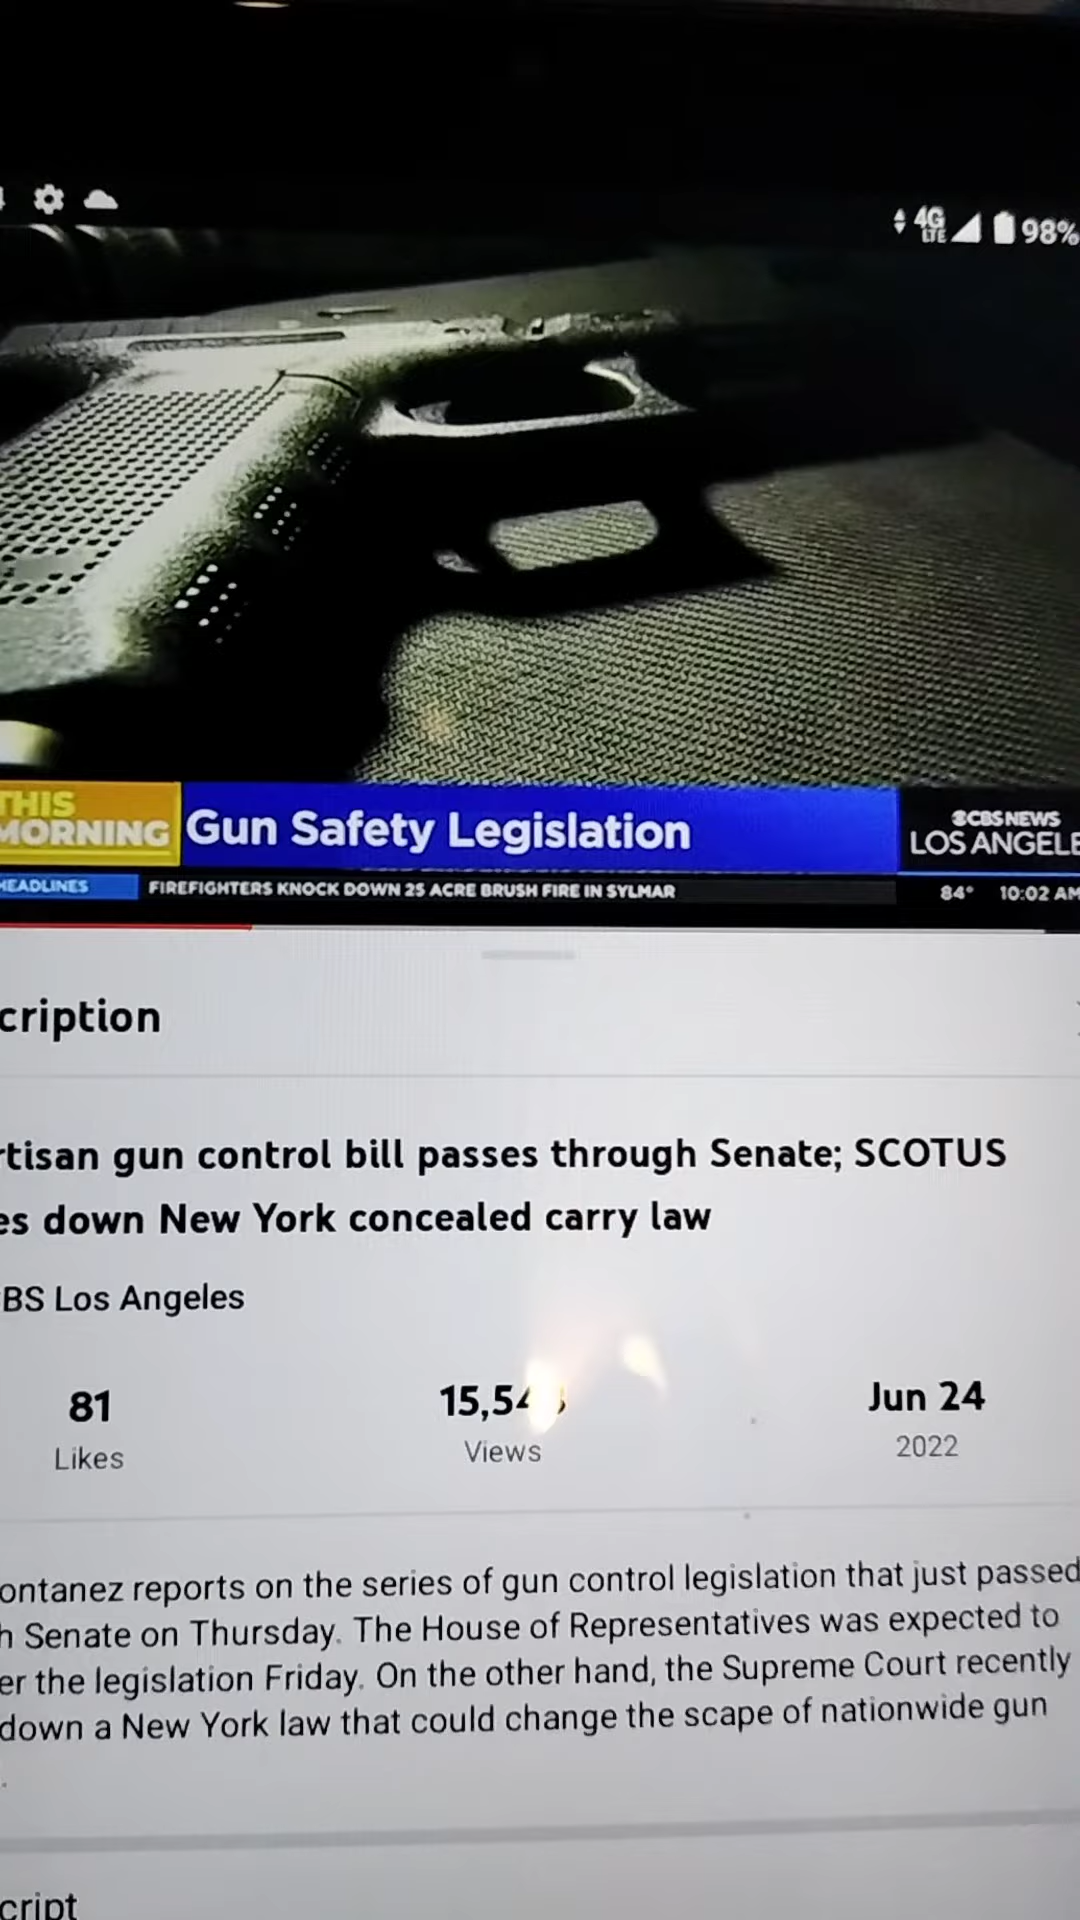 4G
LTE
98%
THIS
MORNING
Gun Safety Legislation
CBS NEWS
LOS ANGELE
HEADLINES
FIREFIGHTERS KNOCK DOWN 25 ACRE BRUSH FIRE IN SYLMAR
84° 10:02 AM
cription
rtisan gun control bill passes through Senate; SCOTUS
es down New York concealed carry law
BS Los Angeles
81
Likes
Views
Jun 24
2022
ontanez reports on the series of gun control legislation that just passed
h Senate on Thursday. The House of Representatives was expected to
er the legislation Friday. On the other hand, the Supreme Court recently
down a New York law that could change the scape of nationwide gun
.
cript